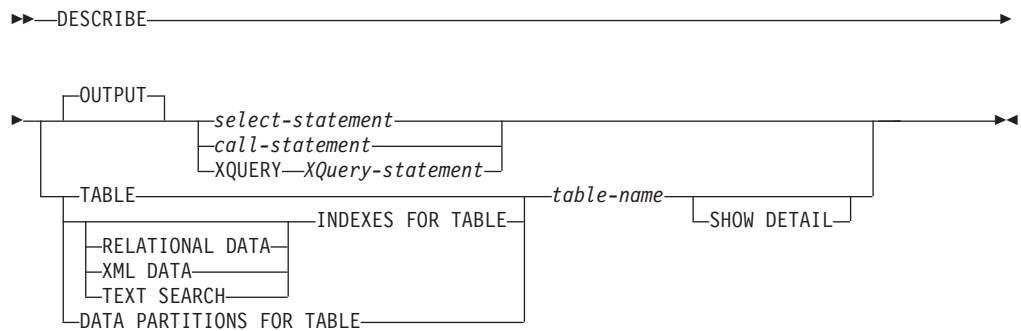 DESCRIBE
OUTPUT
select-statement
call-statement
XQUERY XQuery-statement
TABLE table-name
INDEXES FOR TABLE SHOW DETAIL
RELATIONAL DATA
XML DATA
TEXT SEARCH
DATA PARTITIONS FOR TABLE